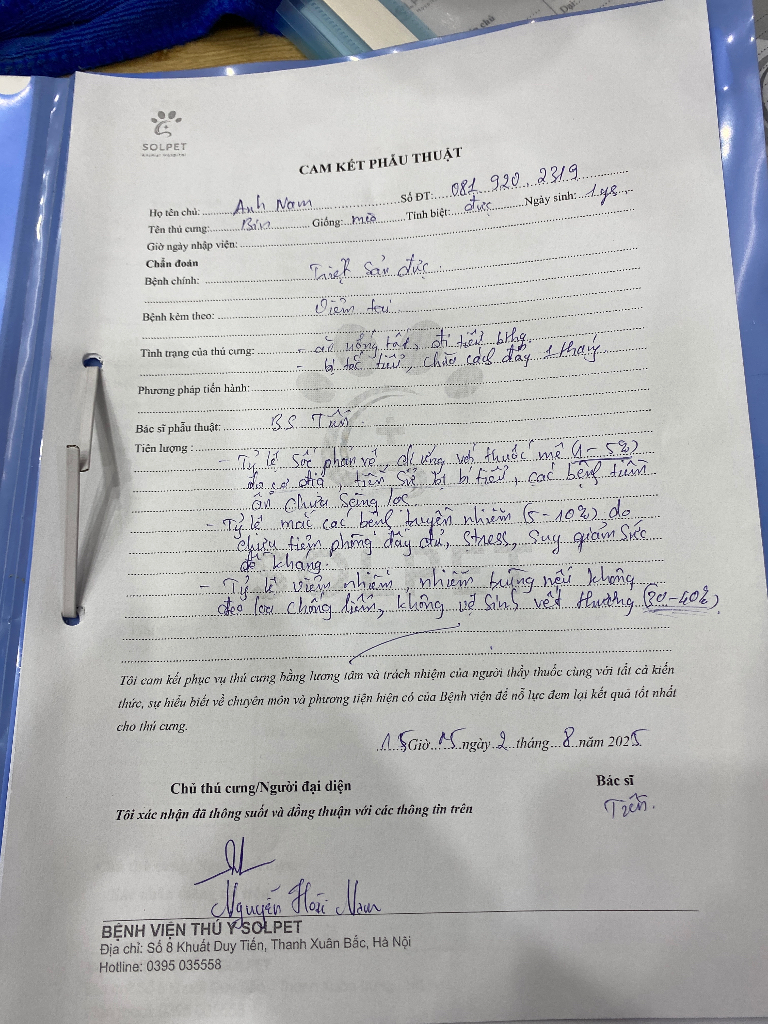 SOLPET
CAM KẾT PHẪU THUẬT
Họ tên chủ: Anh Nam Số ĐT: 081 920 2319
Tên thú cưng: Bin Giống: mèo Tính biệt: đực Ngày sinh: 1
Giờ ngày nhập viện:
Chẩn đoán
Bệnh chính: Triệt sản đực
Bệnh kèm theo: Viêm tai
Tình trạng của thú cưng: - ăn uống tốt, đi tiểu bthg
- bị tắc tiểu, chữa cách đây 1 tháng
Phương pháp tiến hành:
Bác sĩ phẫu thuật: BS
Tiên lượng :
- Tỷ lệ sốc phản vệ, dị ứng với thuốc mê (1-5%)
do cơ địa, tiền sử bị bí tiểu, các bệnh tiềm
ẩn chưa sàng lọc
- Tỷ lệ mắc các bệnh truyền nhiễm (5-10%) do
chưa tiêm phòng đầy đủ, stress, suy giảm sức
đề kháng.
- Tỷ lệ viêm nhiễm, nhiễm trùng nếu không
đeo loa chống liếm, không vệ sinh vết thương (30-40%)
Tôi cam kết phục vụ thú cưng bằng lương tâm và trách nhiệm của người thầy thuốc cùng với tất cả kiến
thức, sự hiểu biết về chuyên môn và phương tiện hiện có của Bệnh viện để nỗ lực đem lại kết quả tốt nhất
cho thú cưng.
15 Giờ 15 ngày 2 tháng 8 năm 2025
Chủ thú cưng/Người đại diện Bác sĩ
Tôi xác nhận đã thông suốt và đồng thuận với các thông tin trên
Nguyễn Hoài Nam
BỆNH VIỆN THÚ Y SOLPET
Địa chỉ: Số 8 Khuất Duy Tiến, Thanh Xuân Bắc, Hà Nội
Hotline: 0395 035558